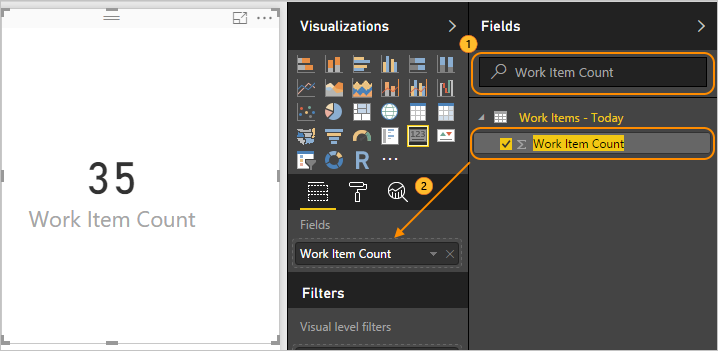 35
Work Item Count
Visualizations
123
R
2
Fields
Work Item Count
Filters
Visual level filters
Fields
1
Work Item Count
Work Items - Today
Σ Work Item Count